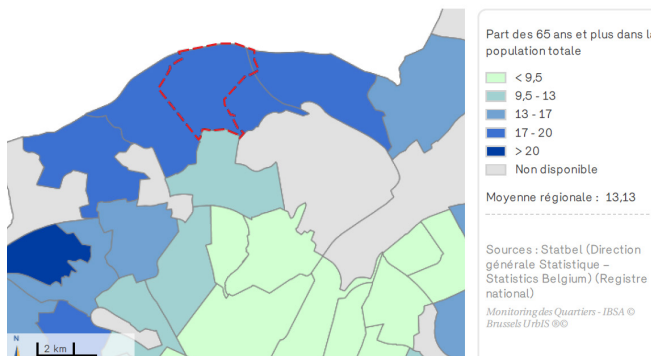 Part des 65 ans et plus dans la
population totale
< 9,5
9,5 - 13
13 - 17
17 - 20
> 20
Non disponible
Moyenne régionale : 13,13
Sources : Statbel (Direction
générale Statistique –
Statistics Belgium) (Registre
national)
Monitoring des Quartiers - IBSA ©
Brussels UrbIS ®©
N
2 km